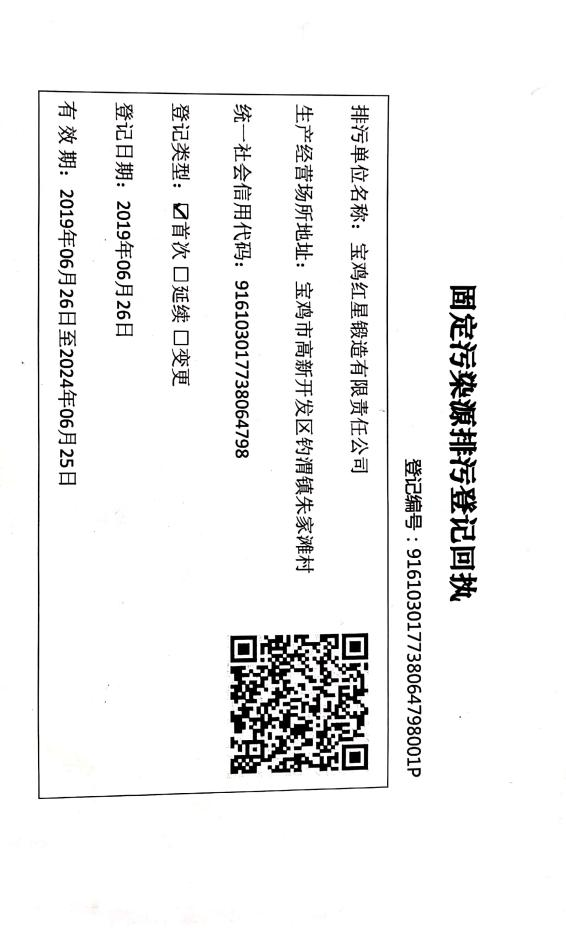 固定污染源排污登记回执
登记编号：916103017738064798001P
排污单位名称：宝鸡红星锻造有限责任公司
生产经营场所地址：宝鸡市高新开发区钓渭镇朱家滩村
统一社会信用代码：916103017738064798
登记类型：☑首次 □延续 □变更
登记日期：2019年06月26日
有 效 期：2019年06月26日至2024年06月25日